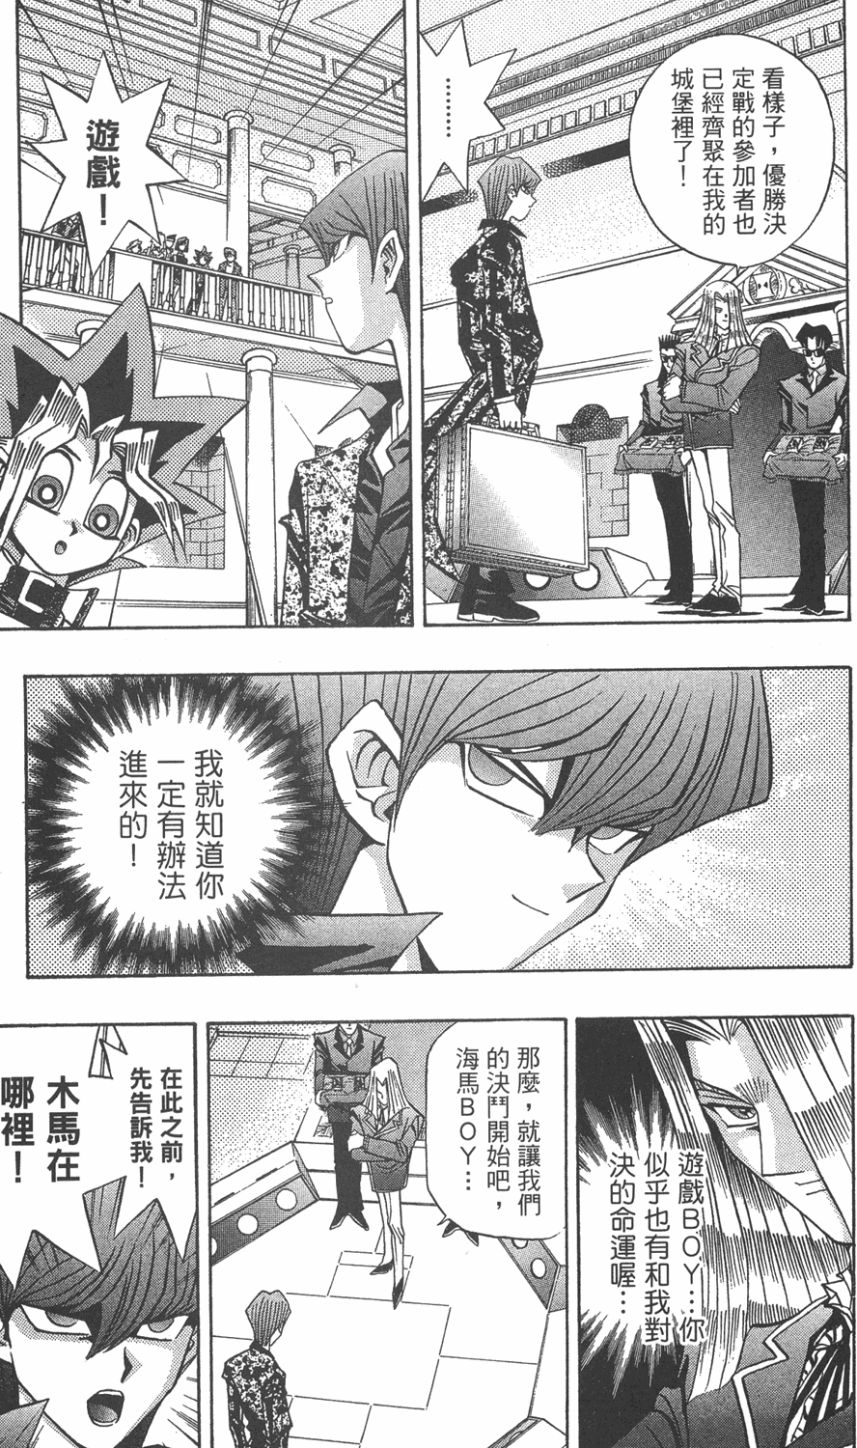 看樣子，優勝決
定戰的參加者也
已經齊聚在我的
城堡裡了！
………
遊戲！
我就知道你
一定有辦法
進來的！
遊戲BOY…你
似乎也有和我對
決的命運喔…
那麼，就讓我們
的決鬥開始吧，
海馬BOY…
在此之前，
先告訴我！
木馬在
哪裡！